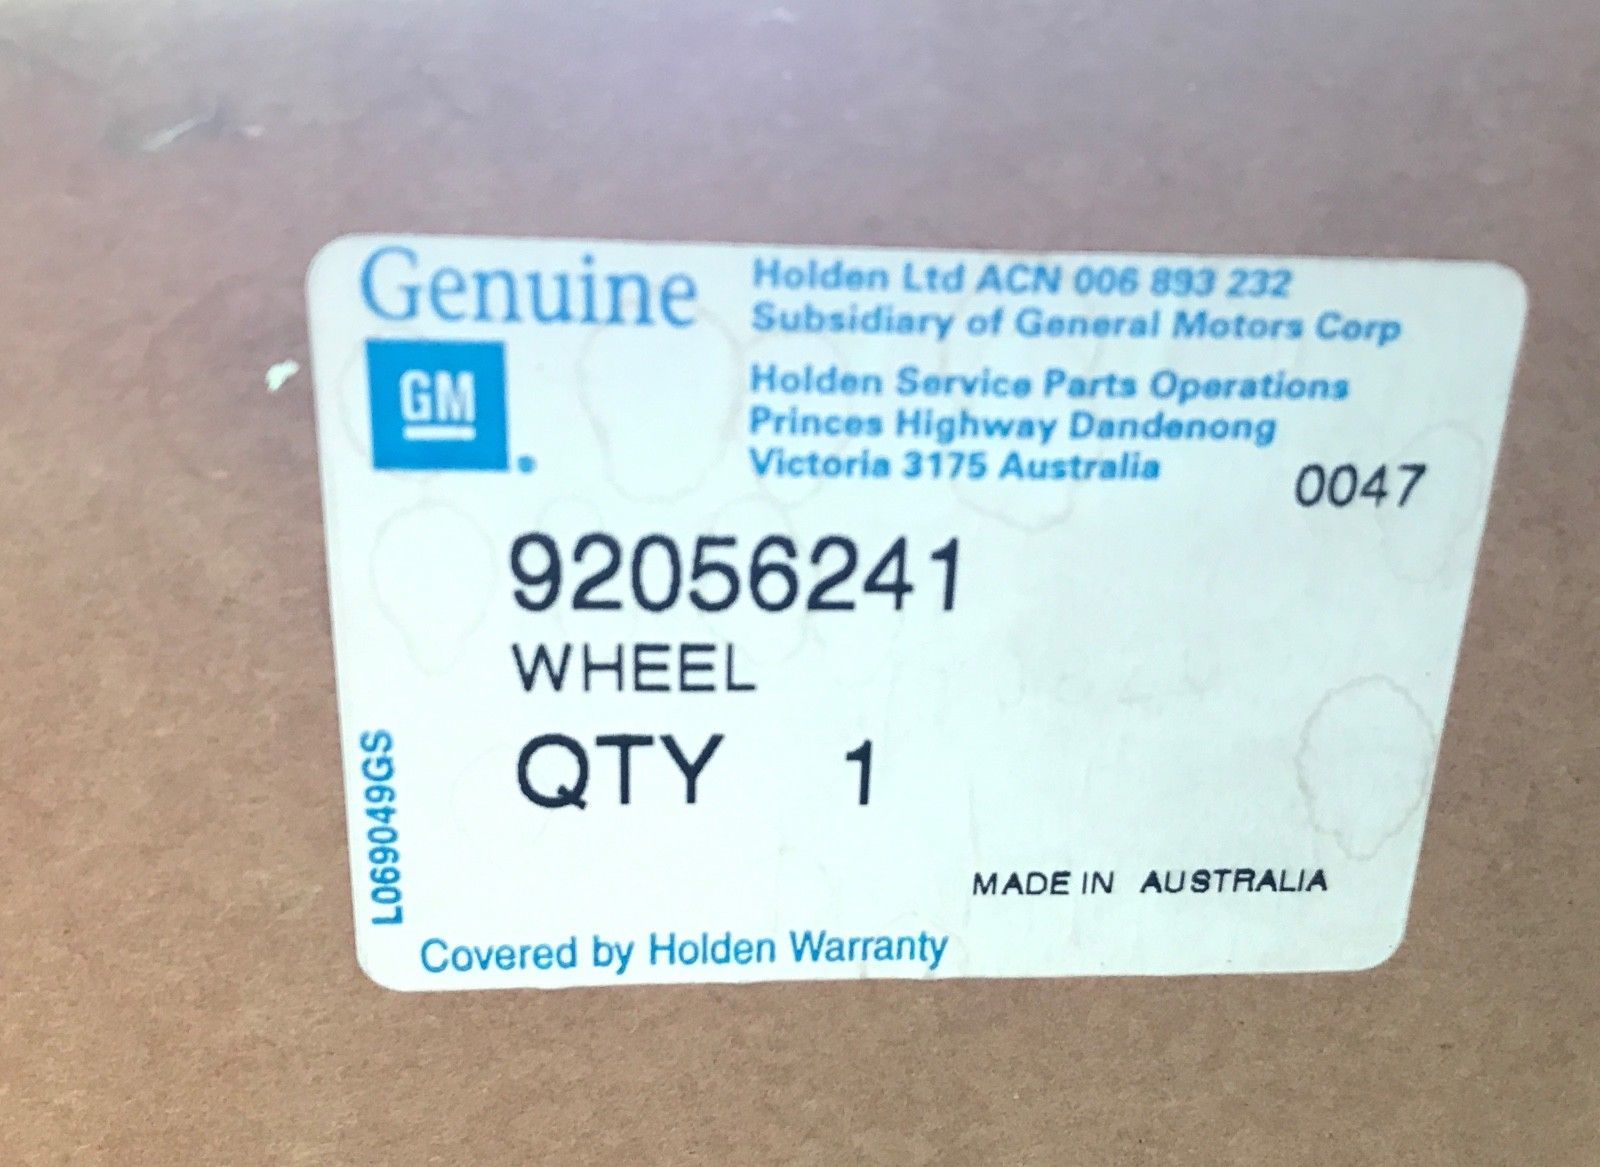 Genuine
GM
Holden Ltd ACN 006 893 232
Subsidiary of General Motors Corp
Holden Service Parts Operations
Princes Highway Dandenong
Victoria 3175 Australia
0047
92056241
WHEEL
QTY 1
L069049GS
MADE IN AUSTRALIA
Covered by Holden Warranty